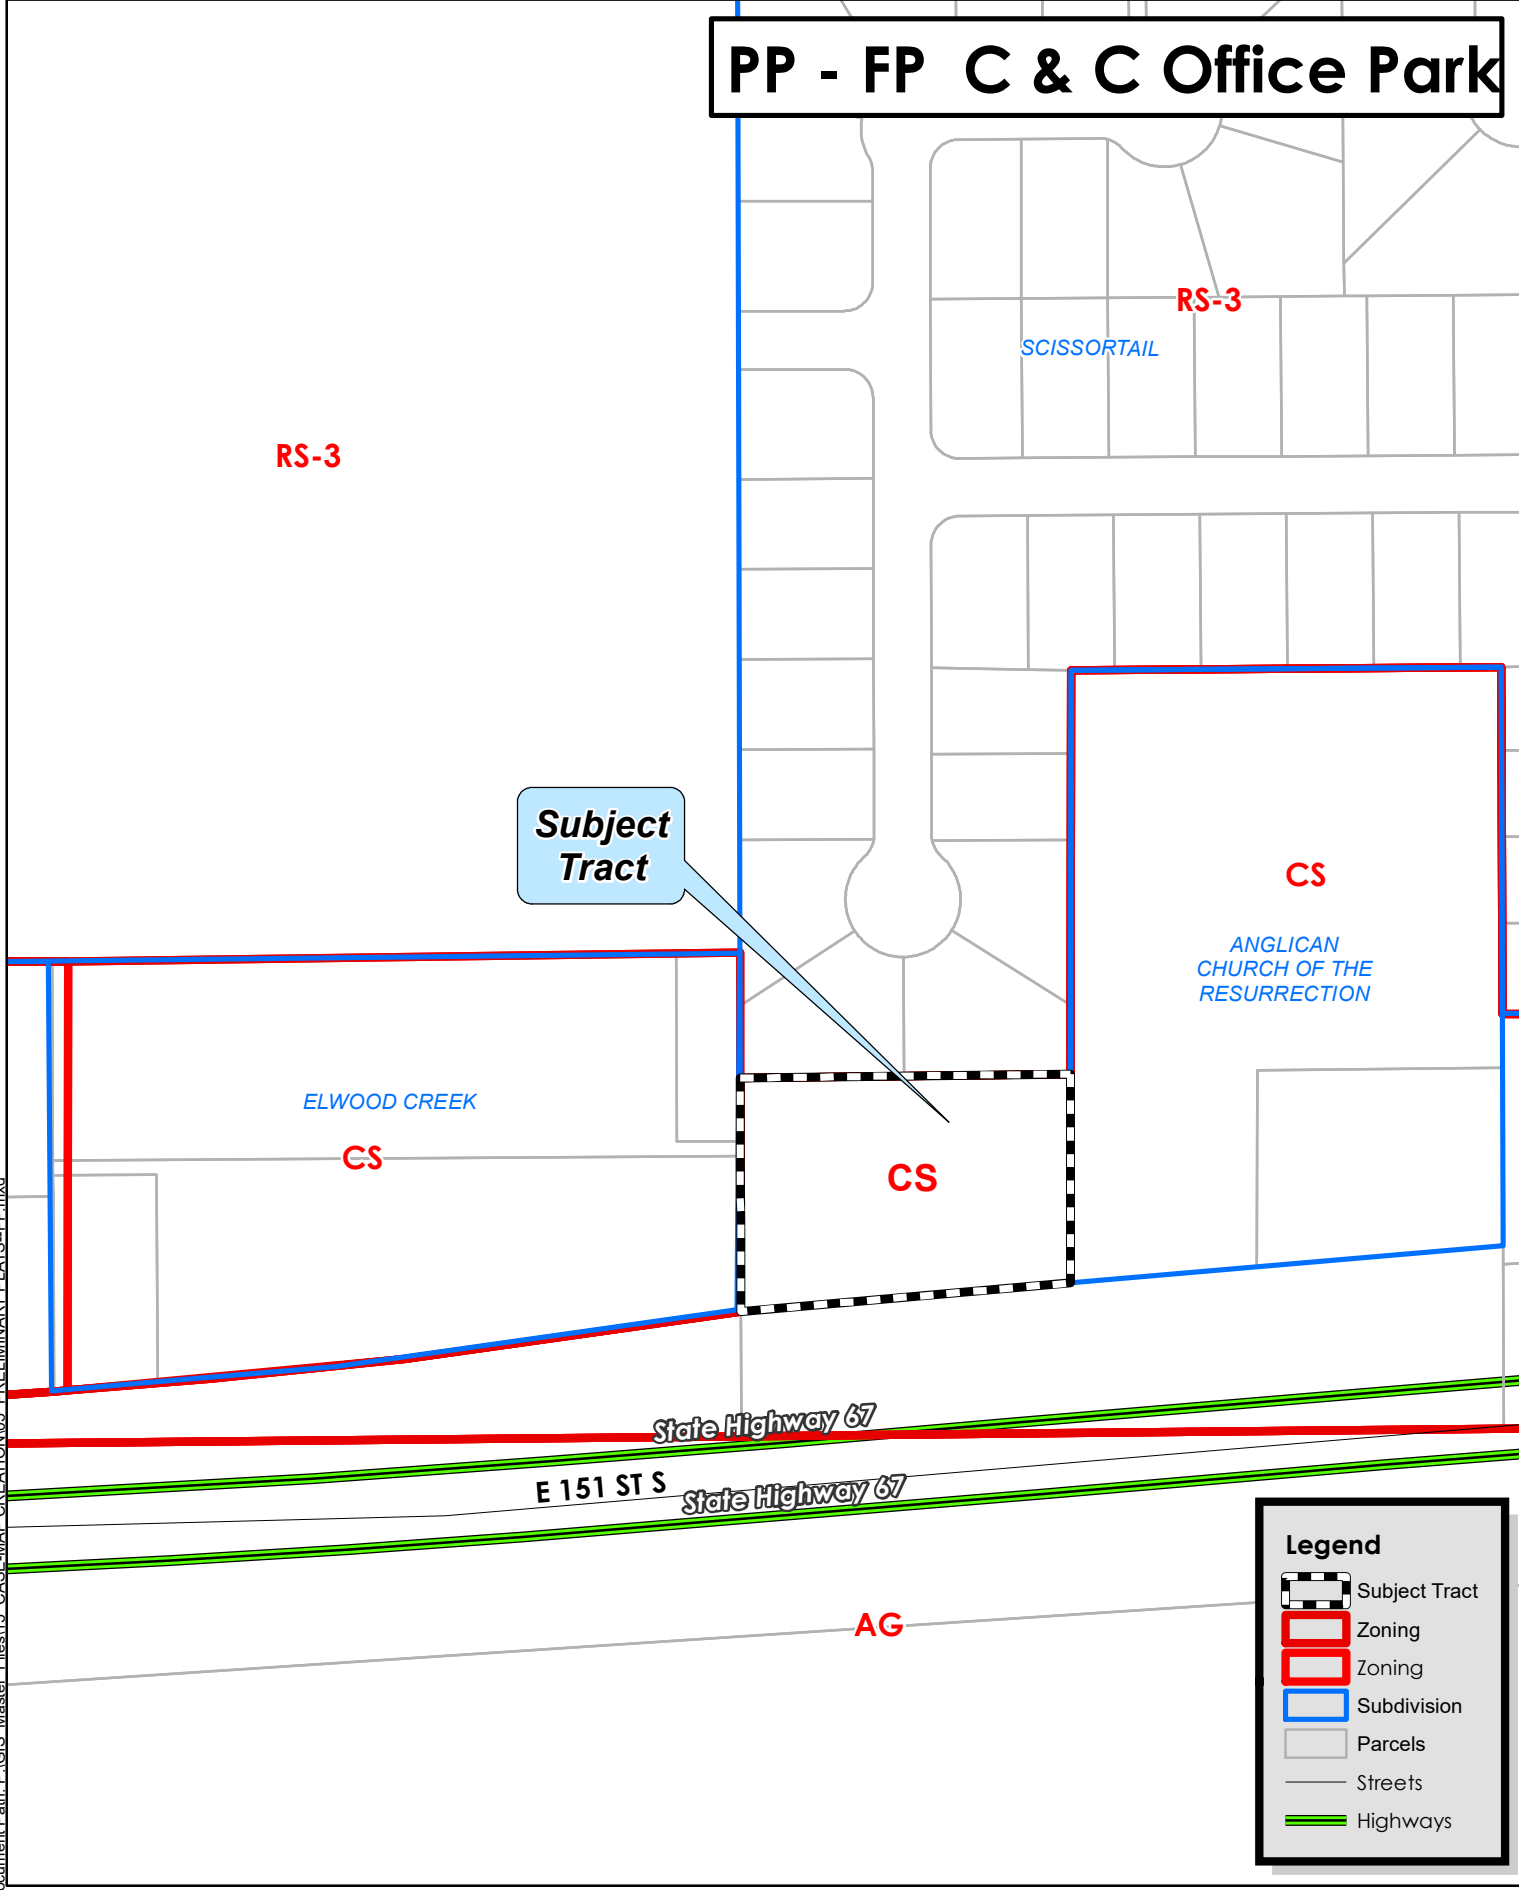 PP - FP C & C Office Park
RS-3
SCISSORTAIL
RS-3
Subject
Tract
CS
ANGLICAN
CHURCH OF THE
RESURRECTION
ELWOOD CREEK
CS
CS
State Highway 67
E 151 ST S
State Highway 67
AG
Legend
Subject Tract
Zoning
Zoning
Subdivision
Parcels
Streets
Highways